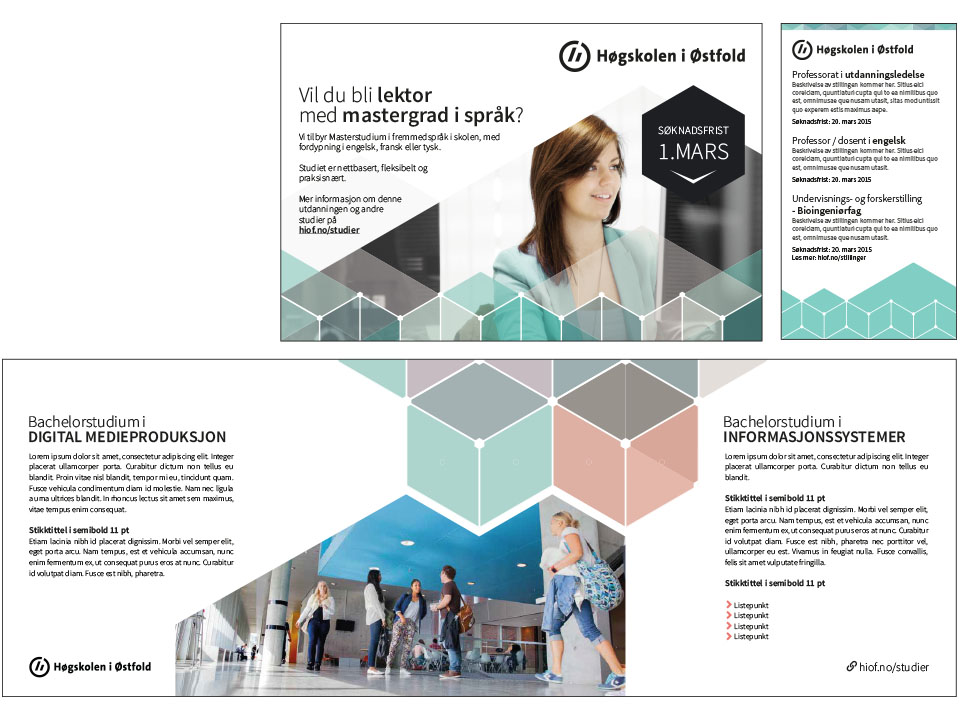 Høgskolen i Østfold
Vil du bli lektor
med mastergrad i språk?
Vi tilbyr Masterstudium i fremmedspråk i skolen, med
fordypning i engelsk, fransk eller tysk.
Studiet er nettbasert, fleksibelt og
praksisnært.
Mer informasjon om denne
utdanningen og andre
studier på
hiof.no/studier
SØKNADSFRIST
1.MARS
Høgskolen i Østfold
Professorat i utdanningsledelse
Beskrivelse av stillingen kommer her. Sitius eici
coreiciam, quuntiaturi cupta qui to ea nimilibus quo
est, omnimusae que nusam utasit, sitas mod untissit
quo experem estis maximus aepe.
Søknadsfrist: 20. mars 2015
Professor / dosent i engelsk
Beskrivelse av stillingen kommer her. Sitius eici
coreiciam, quuntiaturi cupta qui to ea nimilibus quo
est, omnimusae que nusam utasit.
Søknadsfrist: 20. mars 2015
Undervisnings- og forskerstilling
- Bioingeniørfag
Beskrivelse av stillingen kommer her. Sitius eici
coreiciam, quuntiaturi cupta qui to ea nimilibus quo
est, omnimusae que nusam utasit.
Søknadsfrist: 20. mars 2015
Les mer: hiof.no/stillinger
Bachelorstudium i
DIGITAL MEDIEPRODUKSJON
Lorem ipsum dolor sit amet, consectetur adipiscing elit. Integer
placerat ullamcorper porta. Curabitur dictum non tellus eu
blandit. Proin vitae nisl blandit, tempor mi eu, tincidunt quam.
Fusce vehicula condimentum diam id molestie. Nam nec ligula
a urna ultrices blandit. In rhoncus lectus sit amet sem maximus,
vitae tempus enim consequat.
Stikktittel i semibold 11 pt
Etiam lacinia nibh id placerat dignissim. Morbi vel semper elit,
eget porta arcu. Nam tempus, est et vehicula accumsan, nunc
enim fermentum ex, ut consequat purus eros at nunc. Curabitur
id volutpat diam. Fusce est nibh, pharetra.
Høgskolen i Østfold
Bachelorstudium i
INFORMASJONSSYSTEMER
Lorem ipsum dolor sit amet, consectetur adipiscing elit. Integer
placerat ullamcorper porta. Curabitur dictum non tellus eu
blandit.
Stikktittel i semibold 11 pt
Etiam lacinia nibh id placerat dignissim. Morbi vel semper elit,
eget porta arcu. Nam tempus, est et vehicula accumsan, nunc
enim fermentum ex, ut consequat purus eros at nunc. Curabitur
id volutpat diam. Fusce est nibh, pharetra nec porttitor vel,
ullamcorper eu est. Vivamus in feugiat nulla. Fusce convallis,
felis sit amet vulputate fringilla.
Stikktittel i semibold 11 pt
Listepunkt
Listepunkt
Listepunkt
Listepunkt
hiof.no/studier